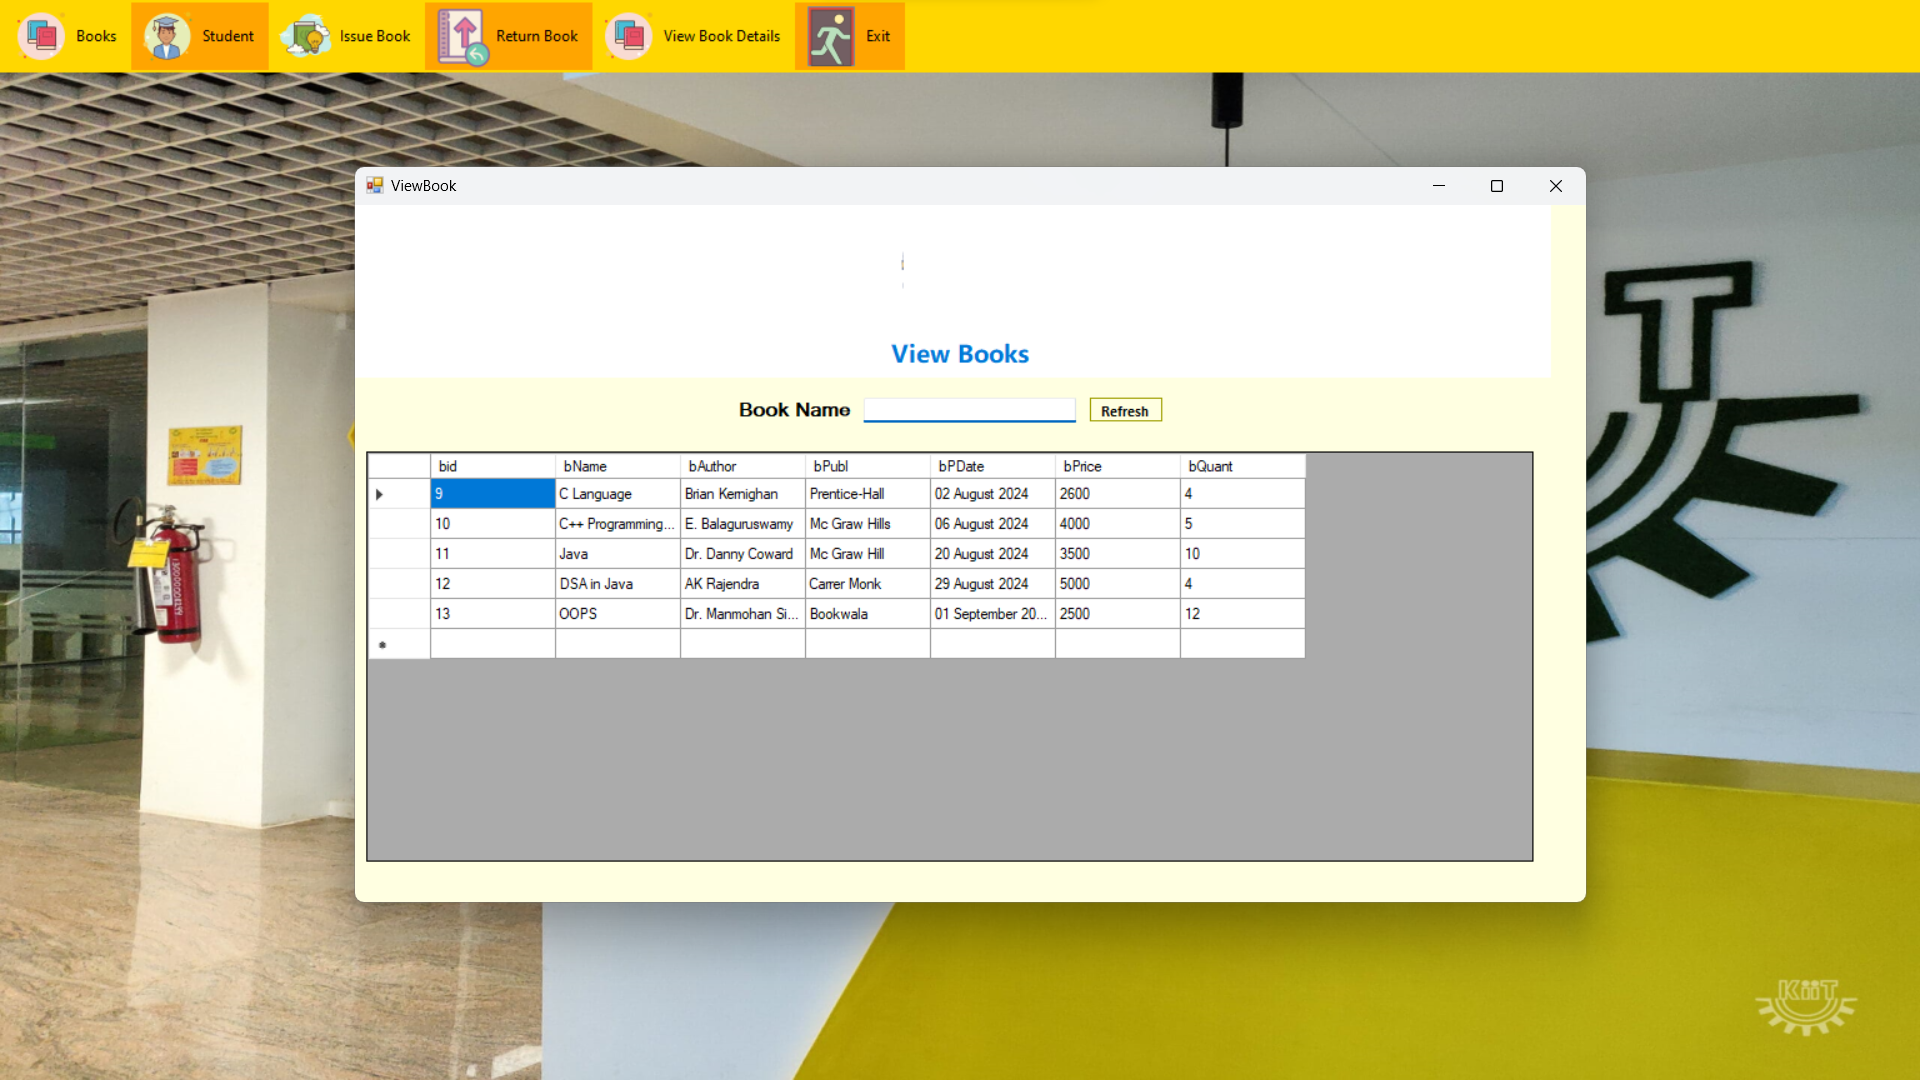 Books Student Issue Book Return Book View Book Details Exit
ViewBook
View Books
Book Name Refresh
bid bName bAuthor bPubl bPDate bPrice bQuant
9 C Language Brian Kernighan Prentice-Hall 02 August 2024 2600 4
10 C++ Programming... E. Balaguruswamy Mc Graw Hills 06 August 2024 4000 5
11 Java Dr. Danny Coward Mc Graw Hill 20 August 2024 3500 10
12 DSA in Java AK Rajendra Carrer Monk 29 August 2024 5000 4
13 OOPS Dr. Manmohan Si... Bookwala 01 September 20... 2500 12
KiiT